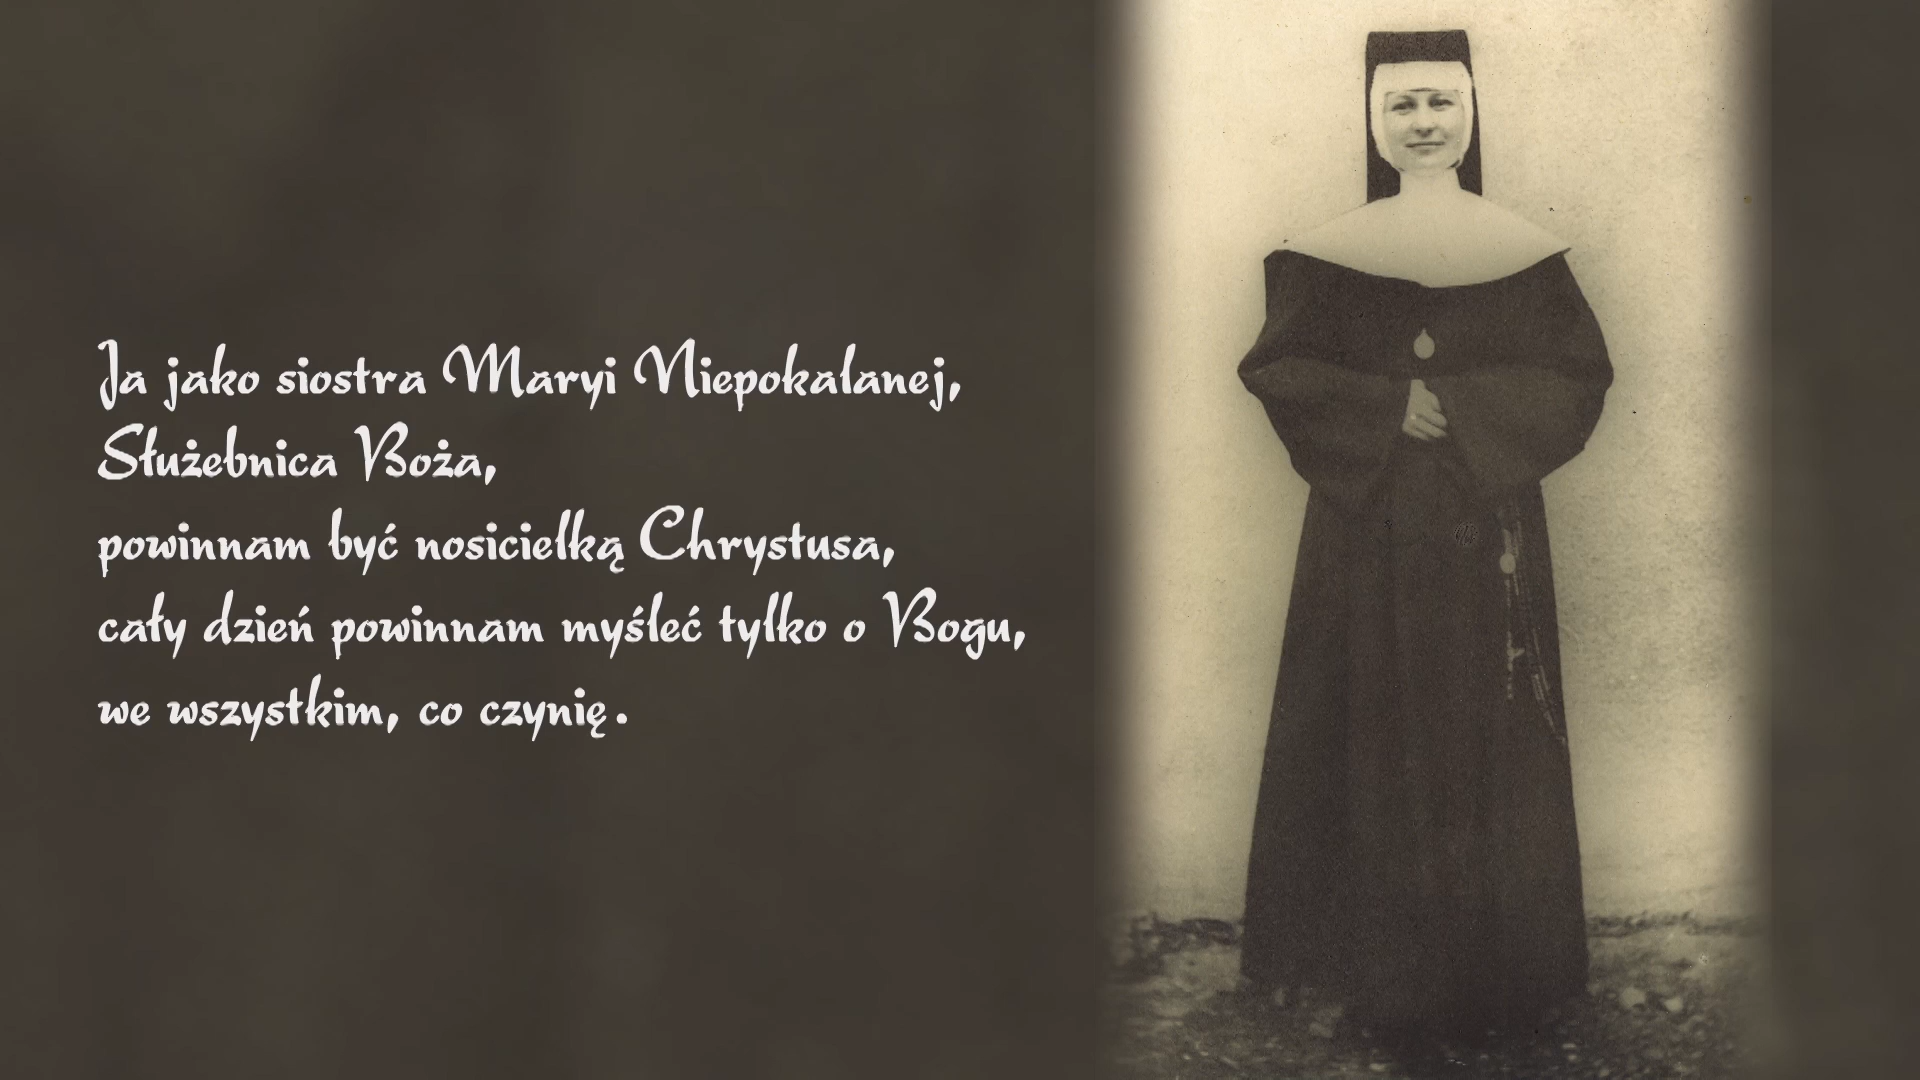 Ja jako siostra Maryi Niepokalanej,
Służebnica Boża,
powinnam być nosicielką Chrystusa,
cały dzień powinnam myśleć tylko o Bogu,
we wszystkim, co czynię.